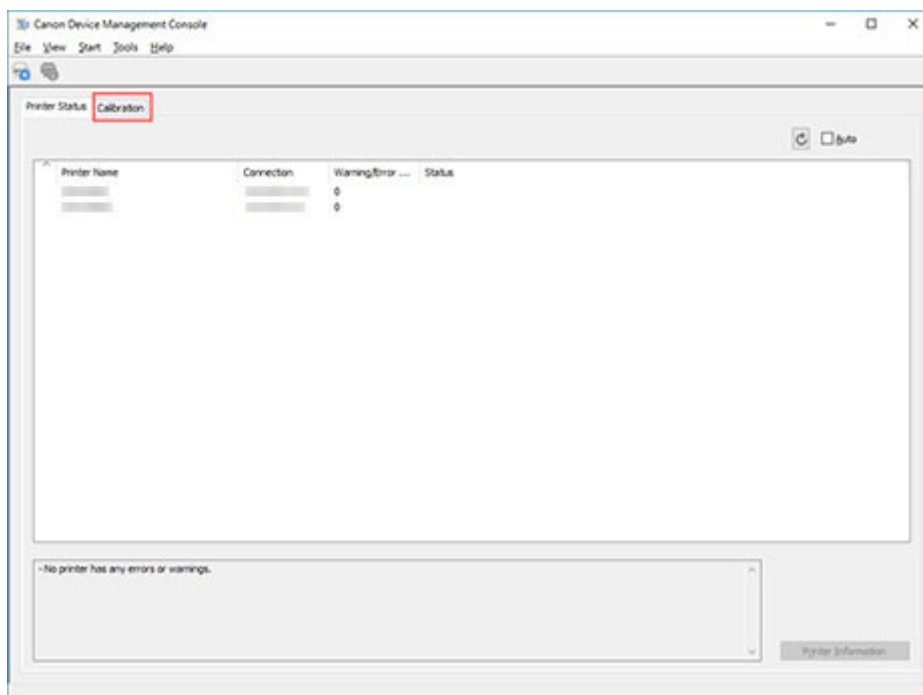 Canon Device Management Console
File View Start Tools Help
Printer Status Calibration
Auto
Printer Name Connection Warning/Error .... Status
0
0
-No printer has any errors or warnings.
Printer Information